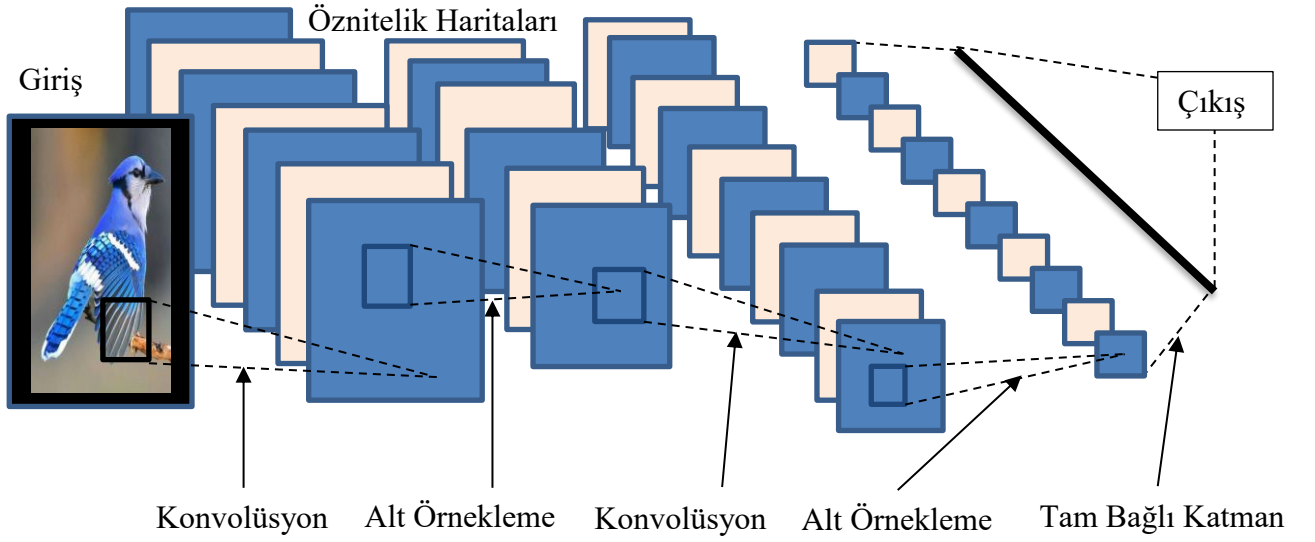 Öznitelik Haritaları
Giriş
Çıkış
Konvolüsyon
Alt Örnekleme
Konvolüsyon
Alt Örnekleme
Tam Bağlı Katman